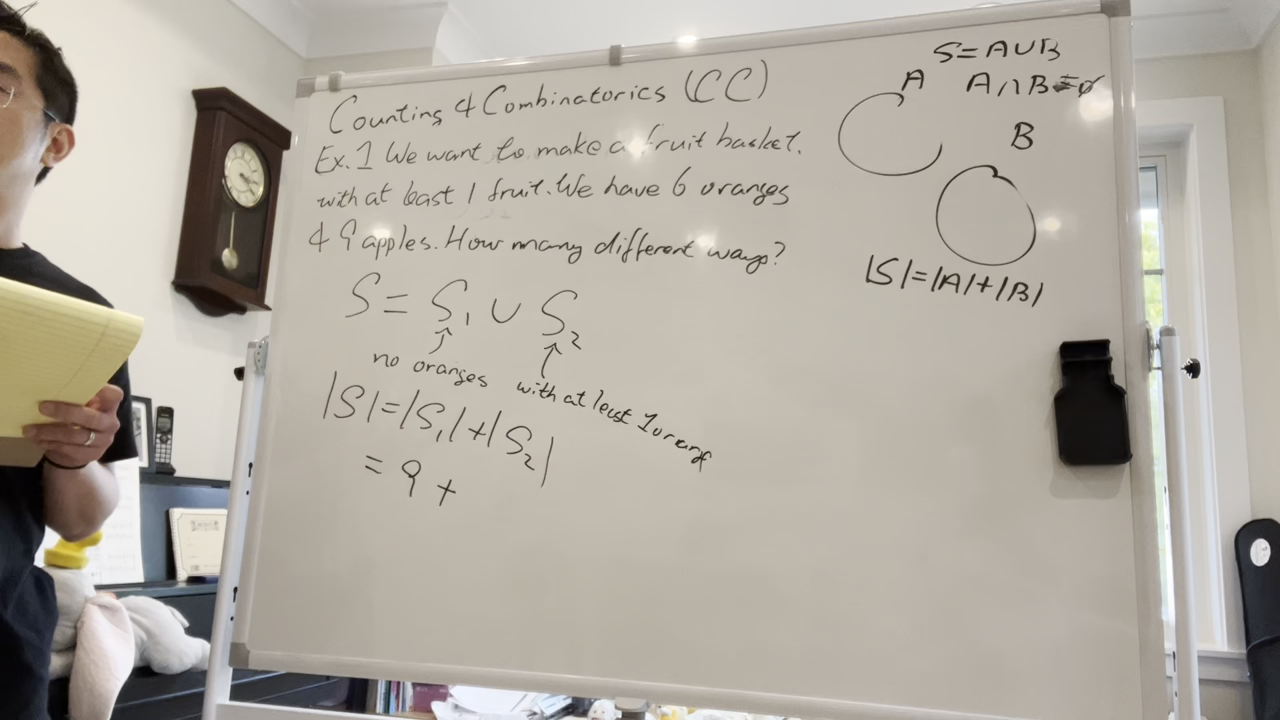 Counting & Combinatorics (CC)
Ex. 1 We want to make a fruit basket.
with at least 1 fruit. We have 6 oranges
& 9 apples. How many different ways?
S = S₁ ∪ S₂
no oranges
with at least 1 orange
|S| = |S₁| + |S₂|
= 9 +
S = A ∪ B
A ∩ B = ∅
A
B
|S| = |A| + |B|